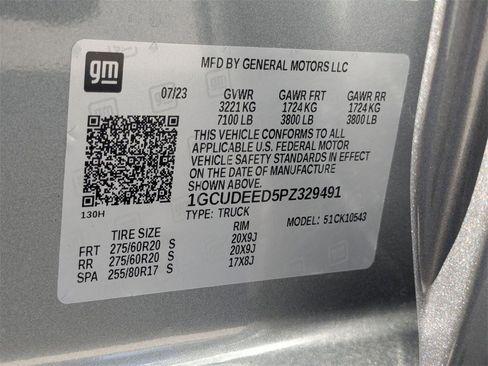 gm
MFD BY GENERAL MOTORS LLC
07/23 GVWR GAWR FRT GAWR RR
3221 KG 1724 KG 1724 KG
7100 LB 3800 LB 3800 LB
THIS VEHICLE CONFORMS TO ALL
APPLICABLE U.S. FEDERAL MOTOR
VEHICLE SAFETY STANDARDS IN EFFECT ON
THE DATE OF MANUFACTURE
SHOWN ABOVE.
1GCUDEED5PZ329491
130H TYPE: TRUCK 51CK10543
TIRE SIZE RIM
FRT 275/60R20 S 20X9J
RR 275/60R20 S 20X9J
SPA 255/80R17 S 17X8J